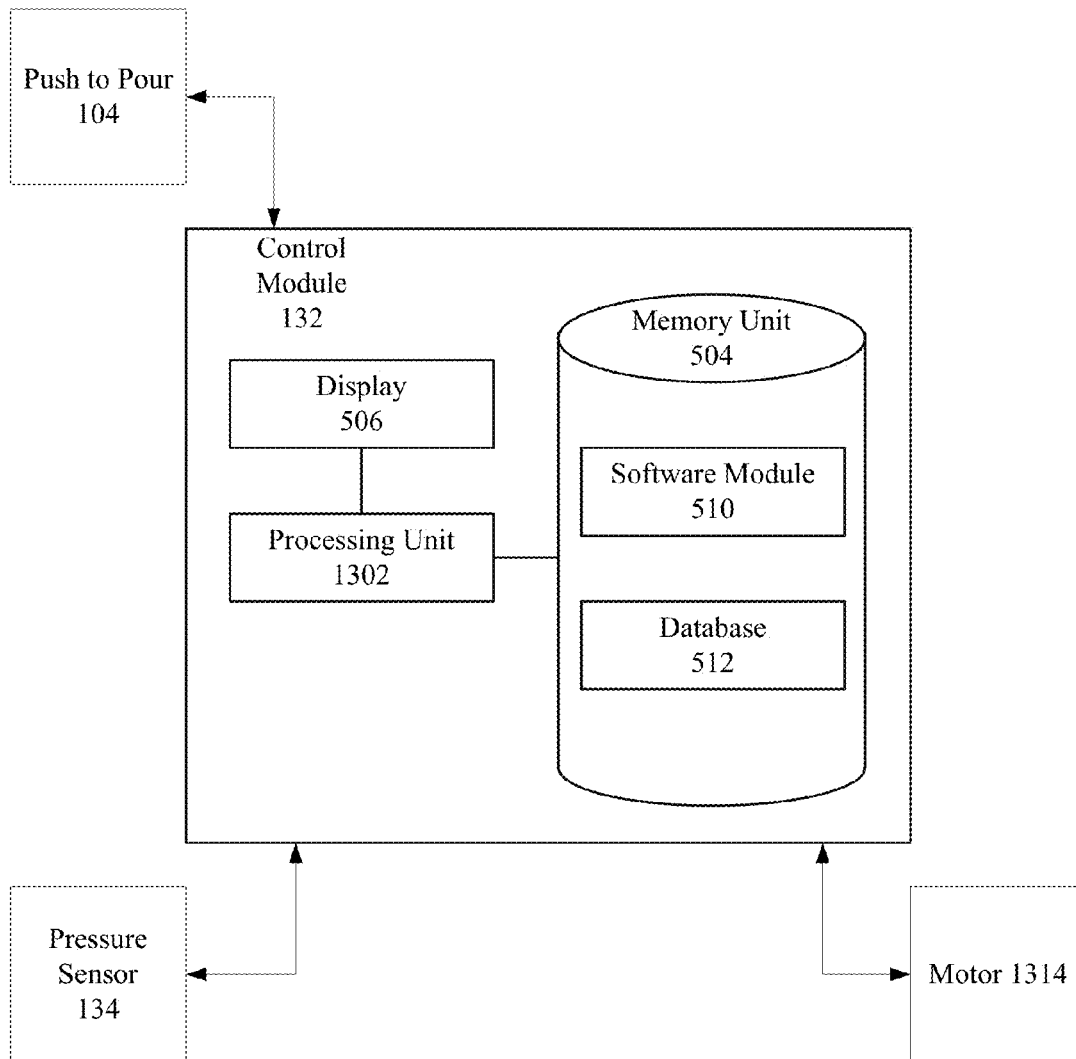 Push to Pour
104
Control
Module
132
Memory Unit
504
Display
506
Software Module
510
Processing Unit
1302
Database
512
Pressure
Sensor
134
Motor 1314